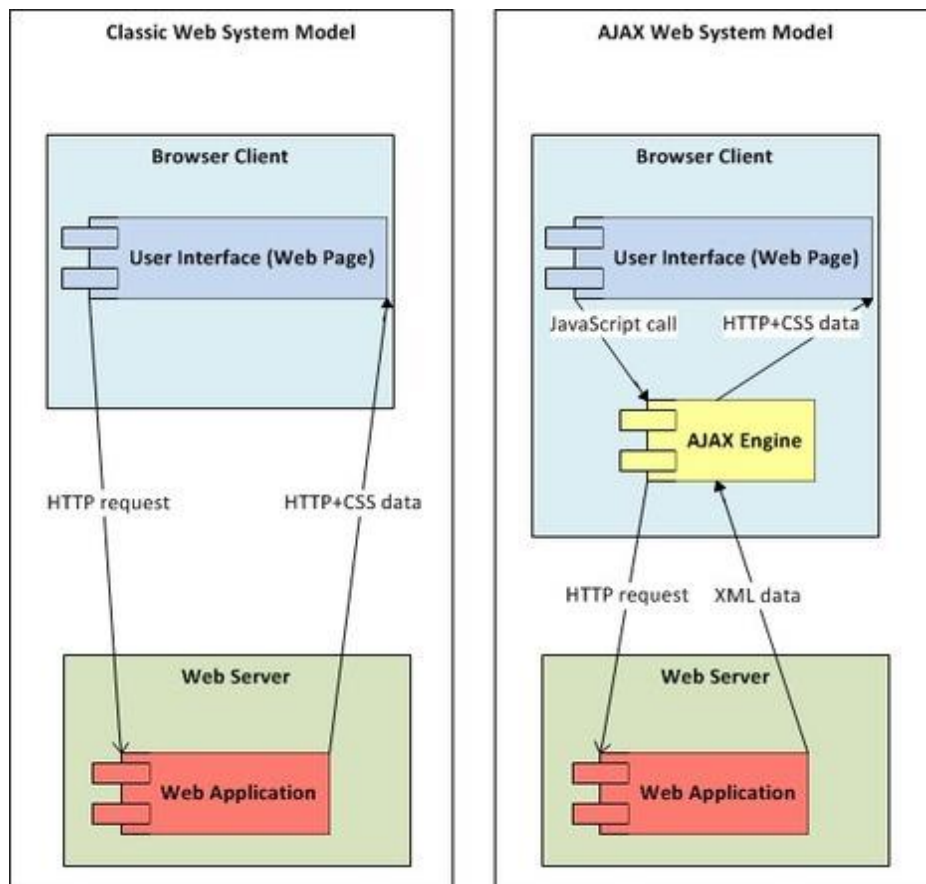 Classic Web System Model
Browser Client
User Interface (Web Page)
HTTP request
HTTP+CSS data
Web Server
Web Application
AJAX Web System Model
Browser Client
User Interface (Web Page)
JavaScript call
HTTP+CSS data
AJAX Engine
HTTP request
XML data
Web Server
Web Application